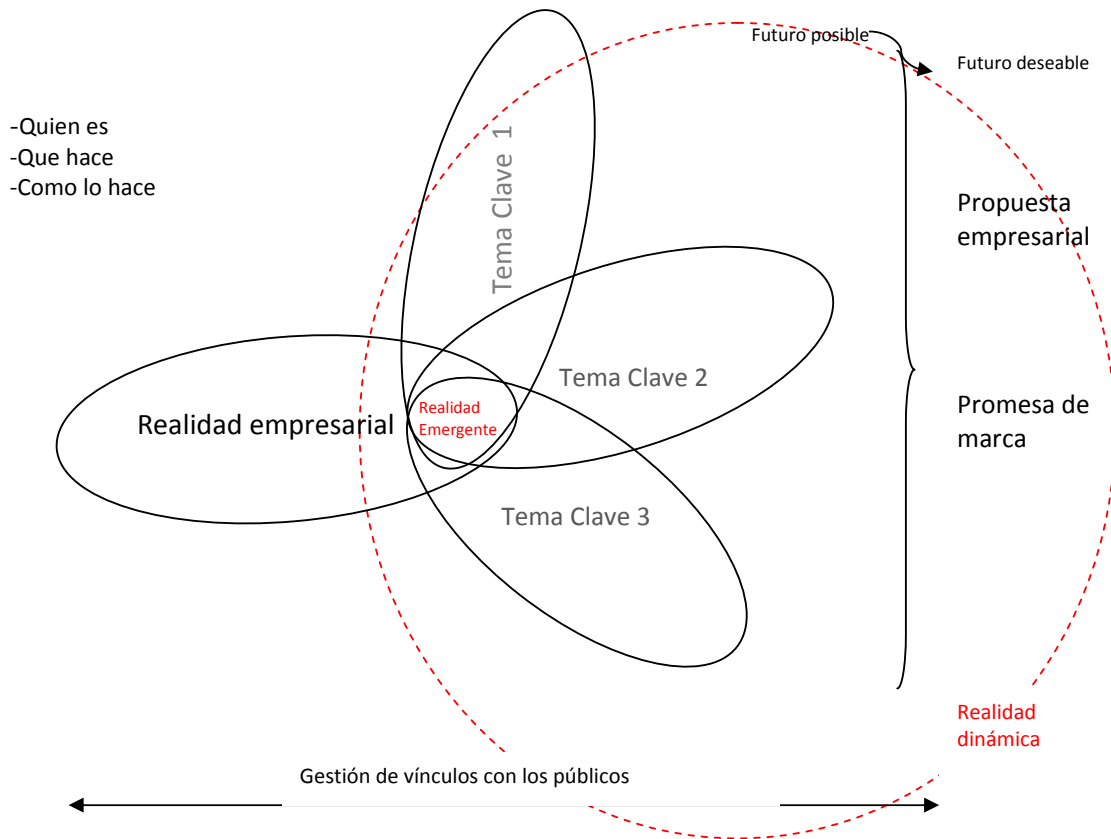 Futuro posible
Futuro deseable
-Quien es
-Que hace
-Como lo hace
Tema Clave 1
Propuesta
empresarial
Tema Clave 2
Realidad empresarial
Realidad
Emergente
Promesa de
marca
Tema Clave 3
Realidad
dinámica
Gestión de vínculos con los públicos